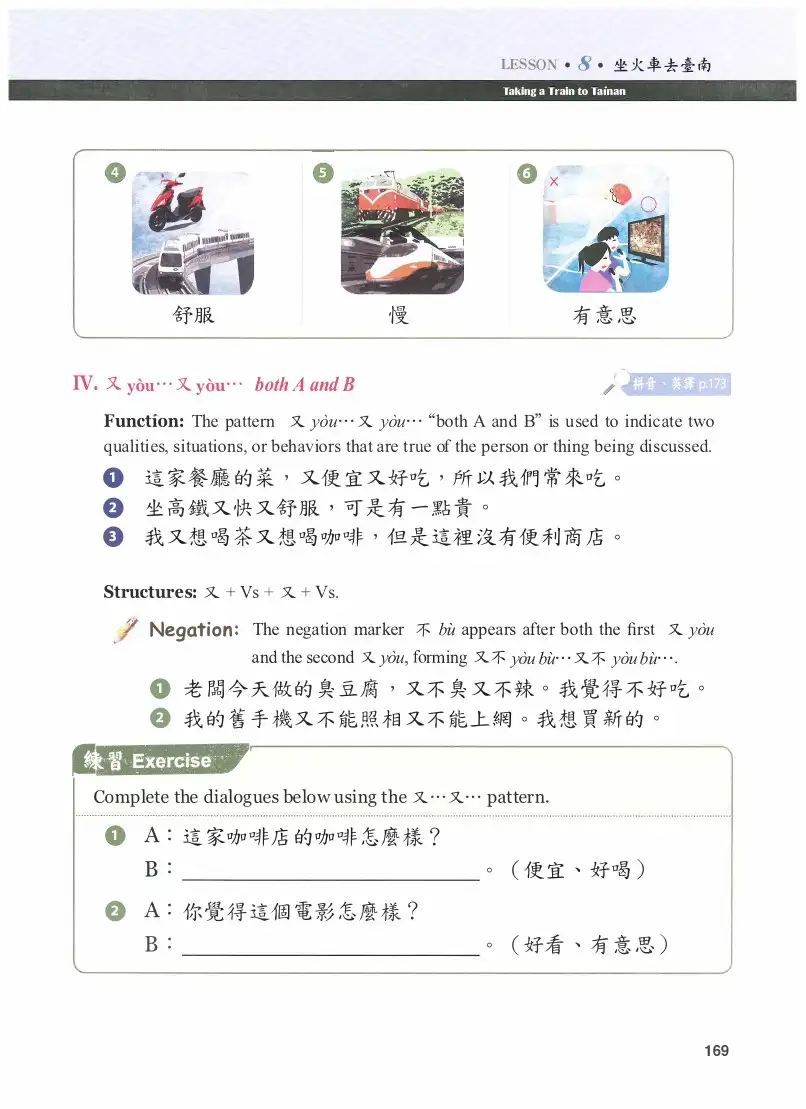 LESSON • 8 • 坐火車去臺南
Taking a Train to Tainan
4
5
6
舒服
慢
有意思
IV. 又 yòu⋯又 yòu⋯ both A and B
拼音、英譯 p.173
Function: The pattern 又 yòu⋯又 yòu⋯ “both A and B” is used to indicate two
qualities, situations, or behaviors that are true of the person or thing being discussed.
1 這家餐廳的菜，又便宜又好吃，所以我們常來吃。
2 坐高鐵又快又舒服，可是有一點貴。
3 我又想喝茶又想喝咖啡，但是這裡沒有便利商店。
Structures: 又 + Vs + 又 + Vs.
Negation: The negation marker 不 bù appears after both the first 又 yòu
and the second 又 yòu, forming 又不 yòu bù⋯又不 yòu bù⋯.
1 老闆今天做的臭豆腐，又不臭又不辣。我覺得不好吃。
2 我的舊手機又不能照相又不能上網。我想買新的。
練習 Exercise
Complete the dialogues below using the 又⋯又⋯ pattern.
1 A：這家咖啡店的咖啡怎麼樣？
B：＿＿＿＿＿＿＿＿＿＿＿＿。（便宜、好喝）
2 A：你覺得這個電影怎麼樣？
B：＿＿＿＿＿＿＿＿＿＿＿＿。（好看、有意思）
169